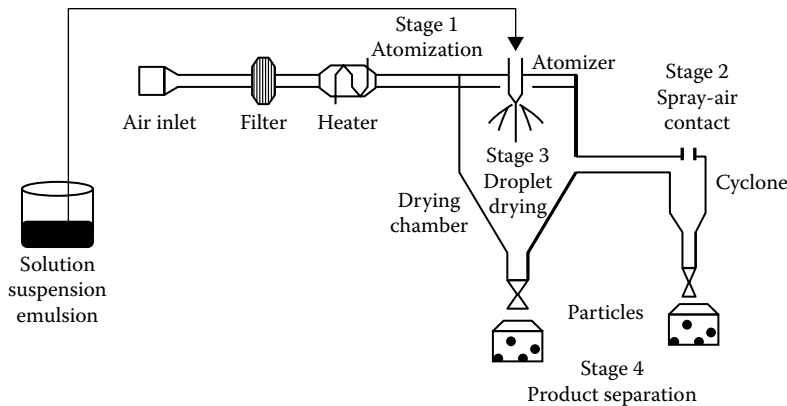 Stage 1
Atomization
Atomizer
Stage 2
Spray-air
contact
Air inlet
Filter
Heater
Stage 3
Droplet
drying
Drying
chamber
Cyclone
Solution
suspension
emulsion
Particles
Stage 4
Product separation